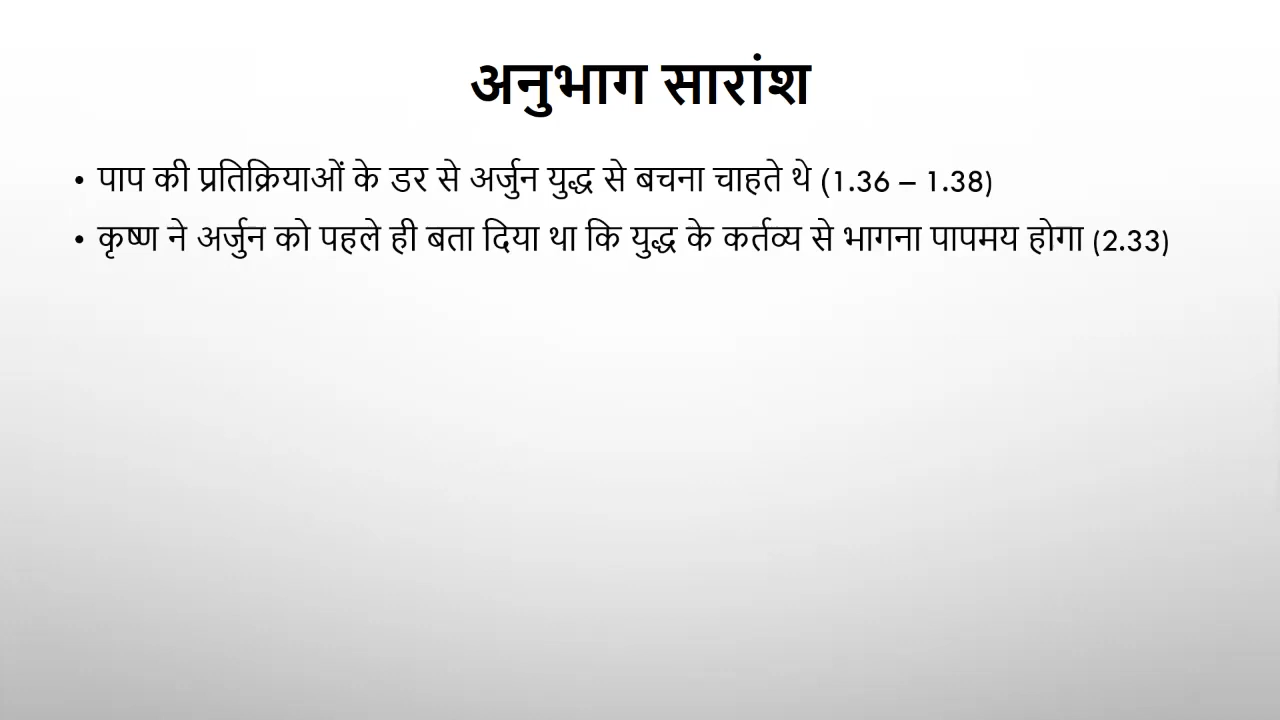 अनुभाग सारांश
• पाप की प्रतिक्रियाओं के डर से अर्जुन युद्ध से बचना चाहते थे (1.36 – 1.38)
• कृष्ण ने अर्जुन को पहले ही बता दिया था कि युद्ध के कर्तव्य से भागना पापमय होगा (2.33)